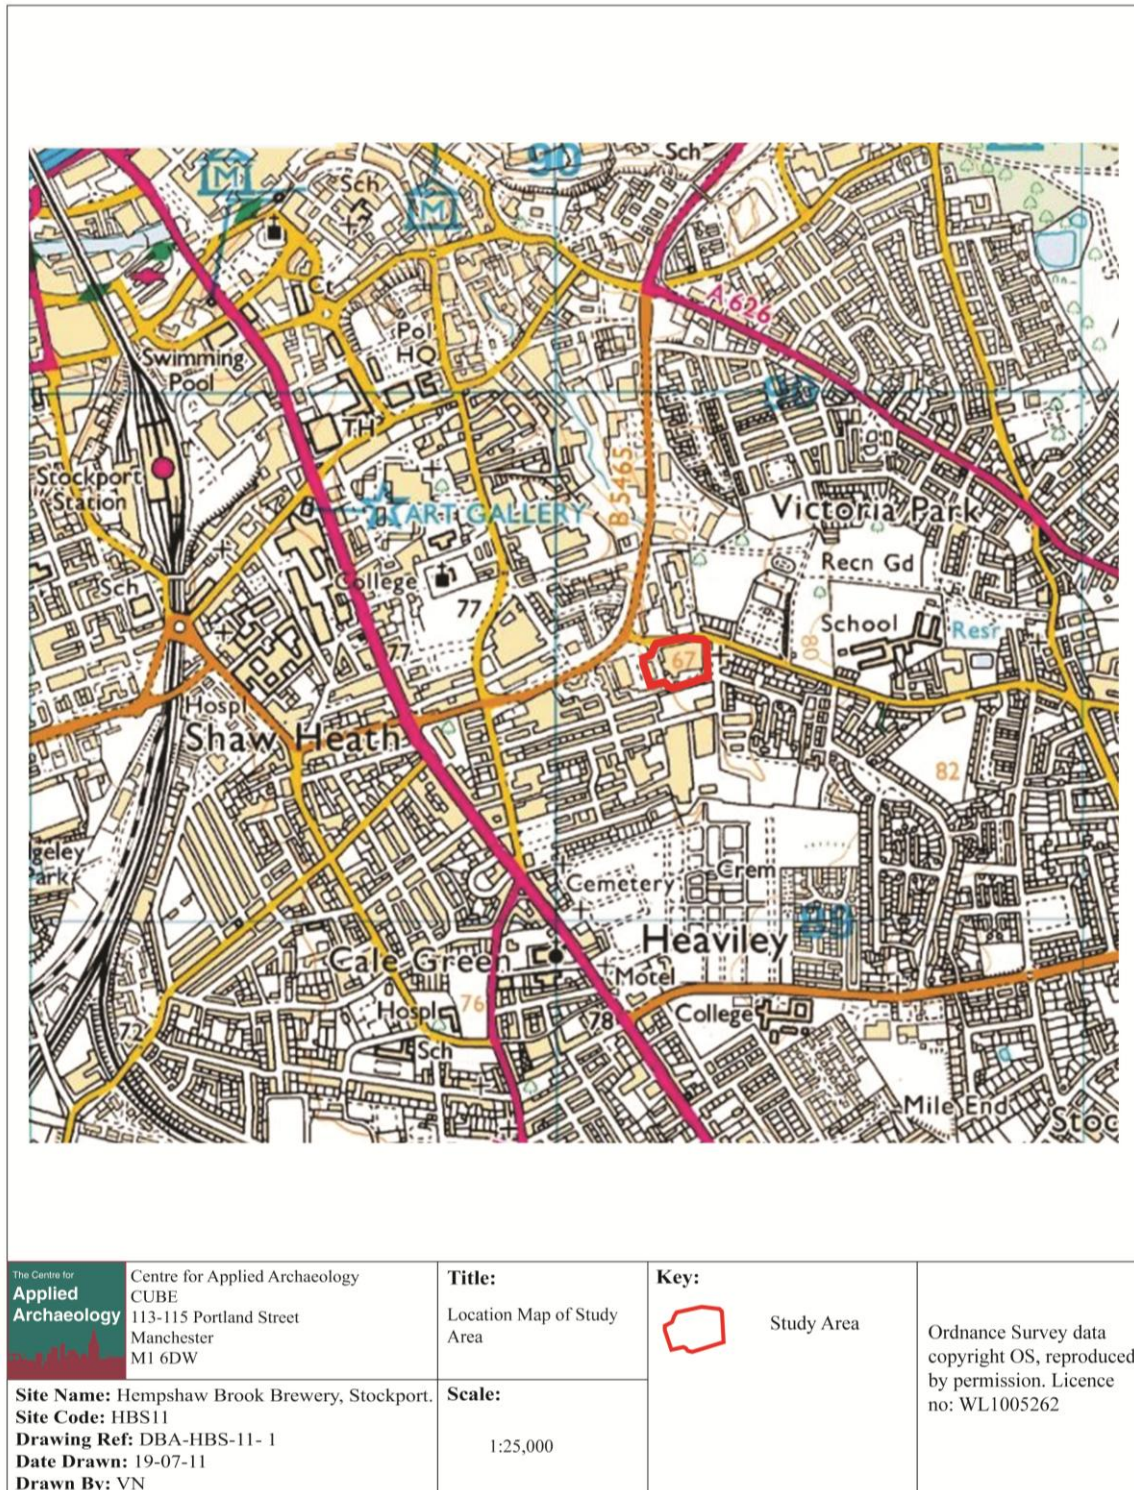 90
Sch
M
Sch
M
Ct
A 626
Pol
HQ
Swimming
Pool
90
TH
Stockport
Station
B 5465
ART GALLERY
Victoria Park
Recn Gd
College
Sch
77
School
Resr
80
77
67
Hospl
Shaw Heath
82
geley
Park
Crem
Cemetery
89
Heaviley
Cale Green
Motel
76
Hospl
78
College
72
Sch
Mile End
Stoc
The Centre for
Applied
Archaeology
Centre for Applied Archaeology
CUBE
113-115 Portland Street
Manchester
M1 6DW
Title:
Location Map of Study
Area
Key:
Study Area
Ordnance Survey data
copyright OS, reproduced
by permission. Licence
no: WL1005262
Site Name: Hempshaw Brook Brewery, Stockport.
Site Code: HBS11
Drawing Ref: DBA-HBS-11- 1
Date Drawn: 19-07-11
Drawn By: VN
Scale:
1:25,000